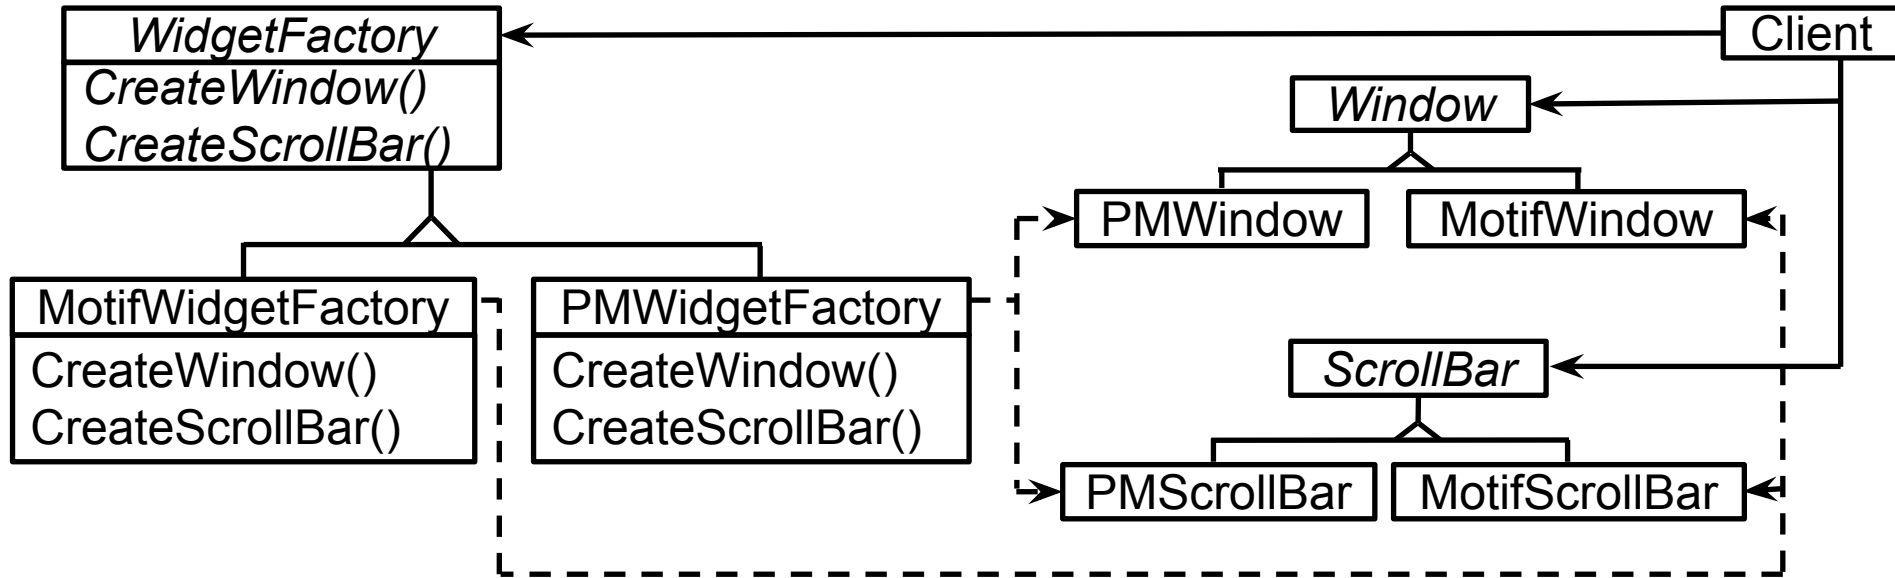 WidgetFactory
CreateWindow()
CreateScrollBar()
Client
Window
PMWindow
MotifWindow
MotifWidgetFactory
CreateWindow()
CreateScrollBar()
PMWidgetFactory
CreateWindow()
CreateScrollBar()
ScrollBar
PMScrollBar
MotifScrollBar